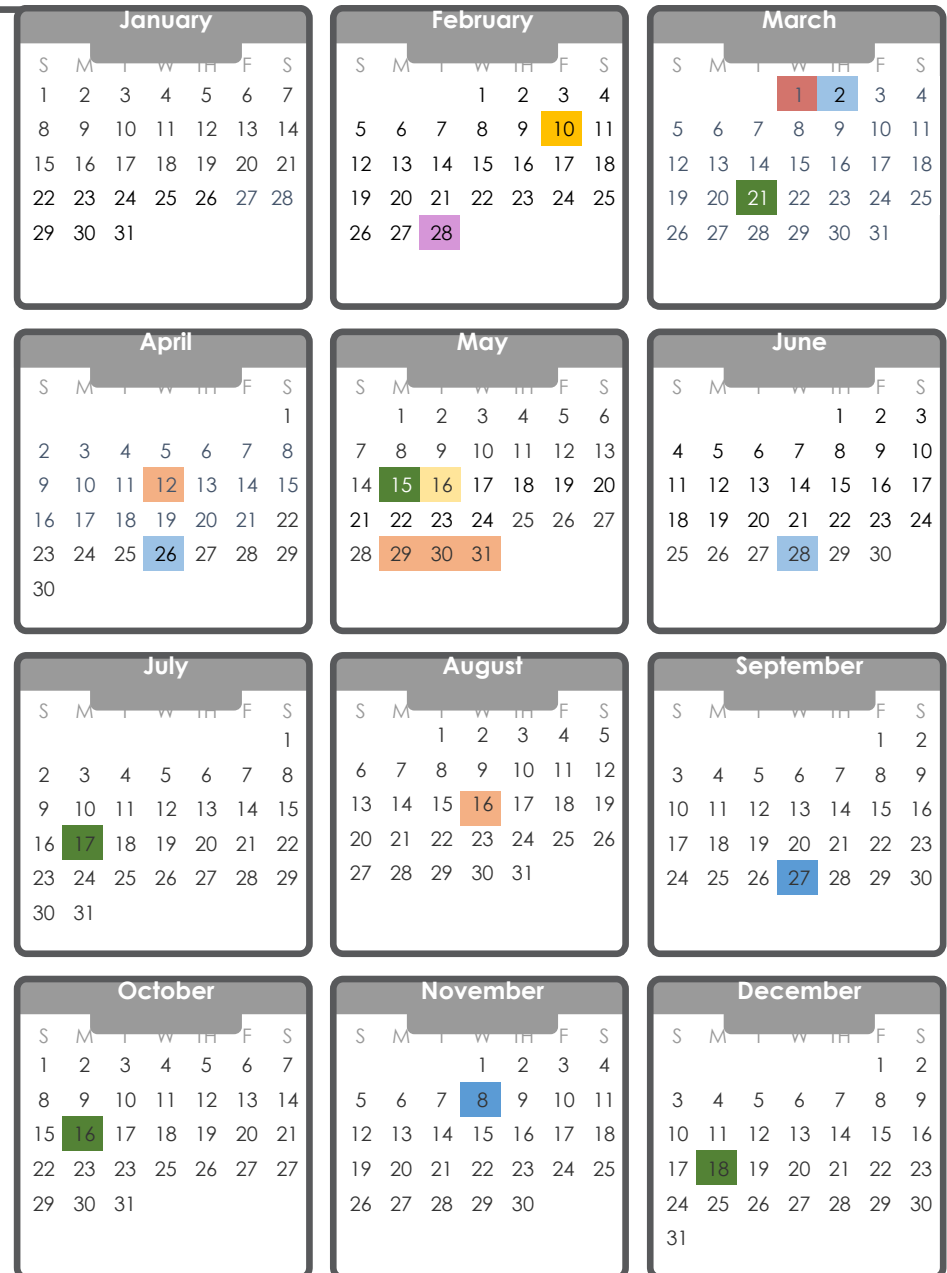 January
S M T W TH F S
1 2 3 4 5 6 7
8 9 10 11 12 13 14
15 16 17 18 19 20 21
22 23 24 25 26 27 28
29 30 31
February
S M T W TH F S
1 2 3 4
5 6 7 8 9 10 11
12 13 14 15 16 17 18
19 20 21 22 23 24 25
26 27 28
March
S M T W TH F S
1 2 3 4
5 6 7 8 9 10 11
12 13 14 15 16 17 18
19 20 21 22 23 24 25
26 27 28 29 30 31
April
S M T W TH F S
1
2 3 4 5 6 7 8
9 10 11 12 13 14 15
16 17 18 19 20 21 22
23 24 25 26 27 28 29
30
May
S M T W TH F S
1 2 3 4 5 6
7 8 9 10 11 12 13
14 15 16 17 18 19 20
21 22 23 24 25 26 27
28 29 30 31
June
S M T W TH F S
1 2 3
4 5 6 7 8 9 10
11 12 13 14 15 16 17
18 19 20 21 22 23 24
25 26 27 28 29 30
July
S M T W TH F S
1
2 3 4 5 6 7 8
9 10 11 12 13 14 15
16 17 18 19 20 21 22
23 24 25 26 27 28 29
30 31
August
S M T W TH F S
1 2 3 4 5
6 7 8 9 10 11 12
13 14 15 16 17 18 19
20 21 22 23 24 25 26
27 28 29 30 31
September
S M T W TH F S
1 2
3 4 5 6 7 8 9
10 11 12 13 14 15 16
17 18 19 20 21 22 23
24 25 26 27 28 29 30
October
S M T W TH F S
1 2 3 4 5 6 7
8 9 10 11 12 13 14
15 16 17 18 19 20 21
22 23 23 25 26 27 27
29 30 31
November
S M T W TH F S
1 2 3 4
5 6 7 8 9 10 11
12 13 14 15 16 17 18
19 20 21 22 23 24 25
26 27 28 29 30
December
S M T W TH F S
1 2
3 4 5 6 7 8 9
10 11 12 13 14 15 16
17 18 19 20 21 22 23
24 25 26 27 28 29 30
31